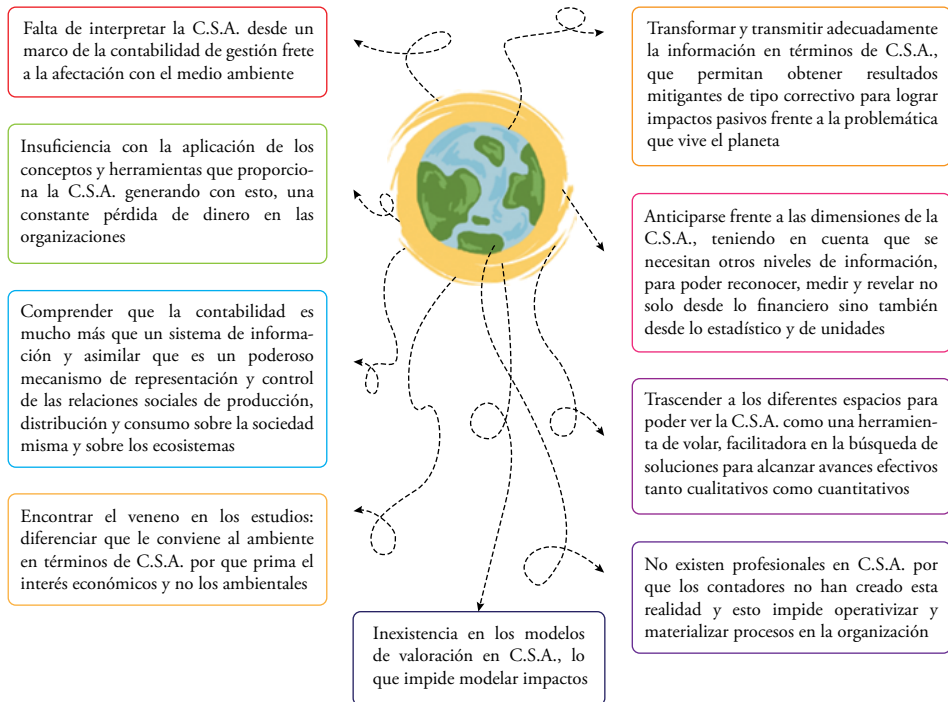 Falta de interpretar la C.S.A. desde un
marco de la contabilidad de gestión frete
a la afectación con el medio ambiente
Insuficiencia con la aplicación de los
conceptos y herramientas que proporcio-
na la C.S.A. generando con esto, una
constante pérdida de dinero en las
organizaciones
Comprender que la contabilidad es
mucho más que un sistema de informa-
ción y asimilar que es un poderoso
mecanismo de representación y control
de las relaciones sociales de producción,
distribución y consumo sobre la sociedad
misma y sobre los ecosistemas
Encontrar el veneno en los estudios:
diferenciar que le conviene al ambiente
en términos de C.S.A. por que prima el
interés económicos y no los ambientales
Inexistencia en los modelos
de valoración en C.S.A., lo
que impide modelar impactos
Transformar y transmitir adecuadamente
la información en términos de C.S.A.,
que permitan obtener resultados
mitigantes de tipo correctivo para lograr
impactos pasivos frente a la problemática
que vive el planeta
Anticiparse frente a las dimensiones de la
C.S.A., teniendo en cuenta que se
necesitan otros niveles de información,
para poder reconocer, medir y revelar no
solo desde lo financiero sino también
desde lo estadístico y de unidades
Trascender a los diferentes espacios para
poder ver la C.S.A. como una herramien-
ta de volar, facilitadora en la búsqueda de
soluciones para alcanzar avances efectivos
tanto cualitativos como cuantitativos
No existen profesionales en C.S.A. por
que los contadores no han creado esta
realidad y esto impide operativizar y
materializar procesos en la organización